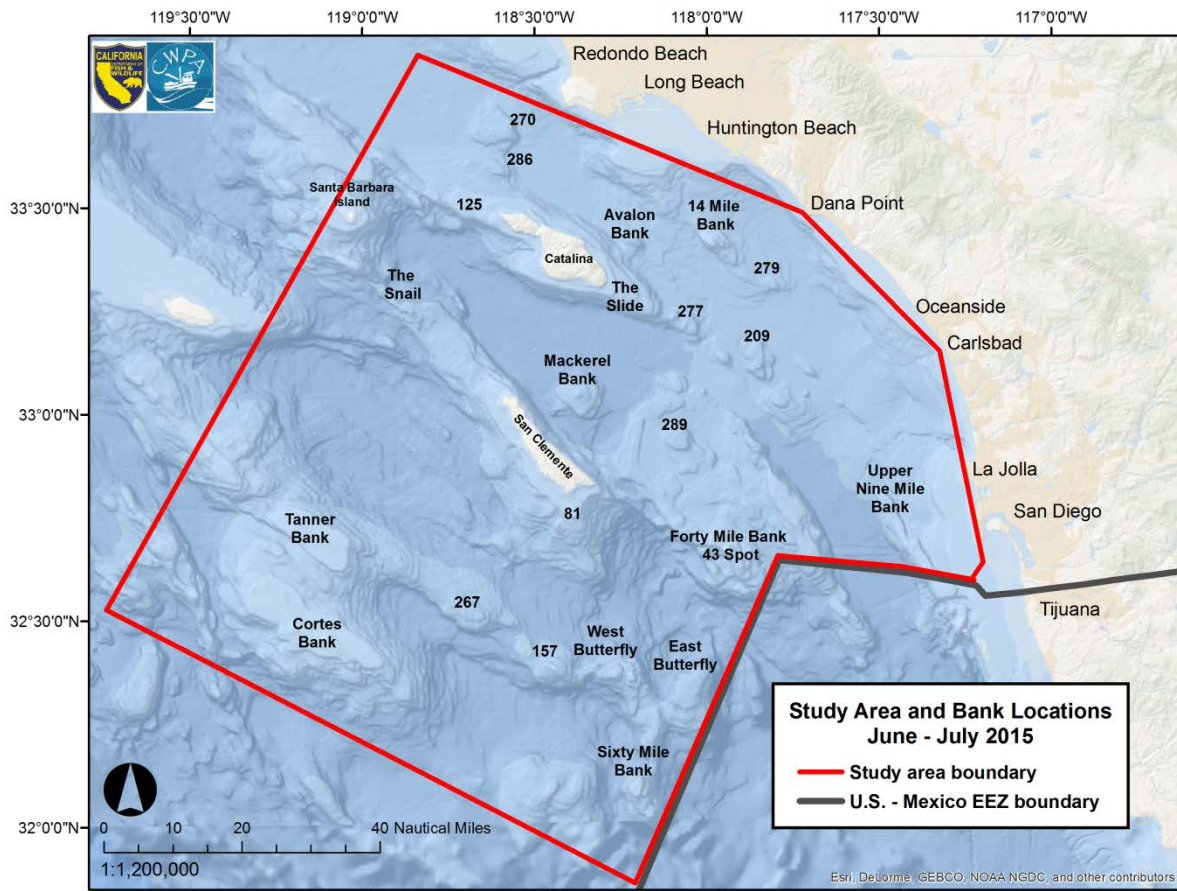 119°30'0"W
119°0'0"W
118°30'0"W
118°0'0"W
117°30'0"W
117°0'0"W
CALIFORNIA
DEPARTMENT OF
FISH &
WILDLIFE
CWPA
Redondo Beach
Long Beach
Huntington Beach
270
286
Santa Barbara
Island
33°30'0"N
125
Avalon
Bank
14 Mile
Bank
Dana Point
Catalina
279
The
Snail
The
Slide
277
Oceanside
209
Carlsbad
Mackerel
Bank
33°0'0"N
289
San Clemente
La Jolla
Upper
Nine Mile
Bank
81
San Diego
Tanner
Bank
Forty Mile Bank
43 Spot
267
Tijuana
32°30'0"N
Cortes
Bank
157
West
Butterfly
East
Butterfly
Sixty Mile
Bank
Study Area and Bank Locations
June - July 2015
Study area boundary
U.S. - Mexico EEZ boundary
32°0'0"N
0 10 20 40 Nautical Miles
1:1,200,000
Esri, DeLorme, GEBCO, NOAA NGDC, and other contributors